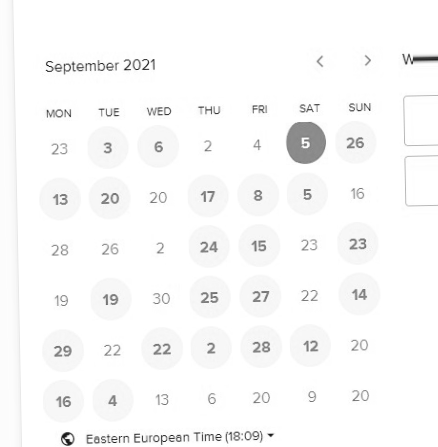 September 2021 < >
MON TUE WED THU FRI SAT SUN
23 3 6 2 4 5 26
13 20 20 17 8 5 16
28 26 2 24 15 23 23
19 19 30 25 27 22 14
29 22 22 2 28 12 20
16 4 13 6 20 9 20
Eastern European Time (18:09)